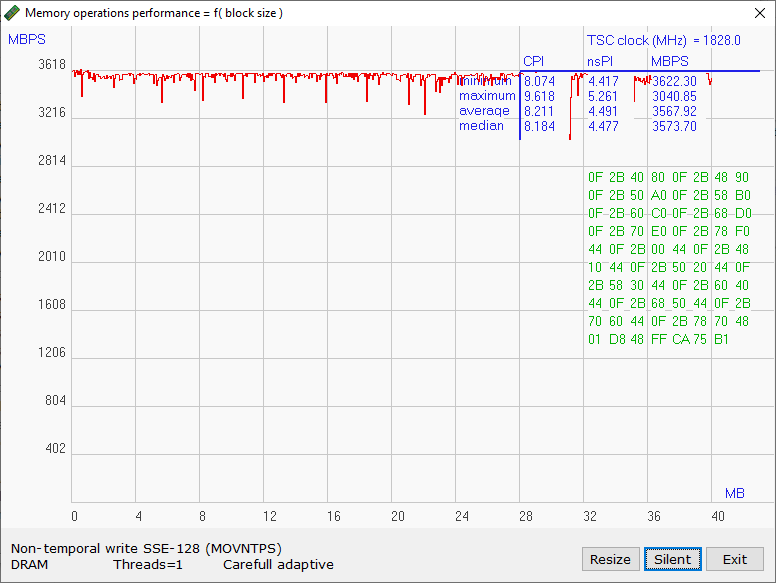 Memory operations performance = f( block size )
MBPS
TSC clock (MHz) = 1828.0
CPI nsPI MBPS
minimum 8.074 4.417 3622.30
maximum 9.618 5.261 3040.85
average 8.211 4.491 3567.92
median 8.184 4.477 3573.70
3618
3216
2814
2412
2010
1608
1206
804
402
0F 2B 40 80 0F 2B 48 90
0F 2B 50 A0 0F 2B 58 B0
0F 2B 60 C0 0F 2B 68 D0
0F 2B 70 E0 0F 2B 78 F0
44 0F 2B 00 44 0F 2B 48
10 44 0F 2B 50 20 44 0F
2B 58 30 44 0F 2B 60 40
44 0F 2B 68 50 44 0F 2B
70 60 44 0F 2B 78 70 48
01 D8 48 FF CA 75 B1
MB
0 4 8 12 16 20 24 28 32 36 40
Non-temporal write SSE-128 (MOVNTPS)
DRAM Threads=1 Carefull adaptive
Resize Silent Exit